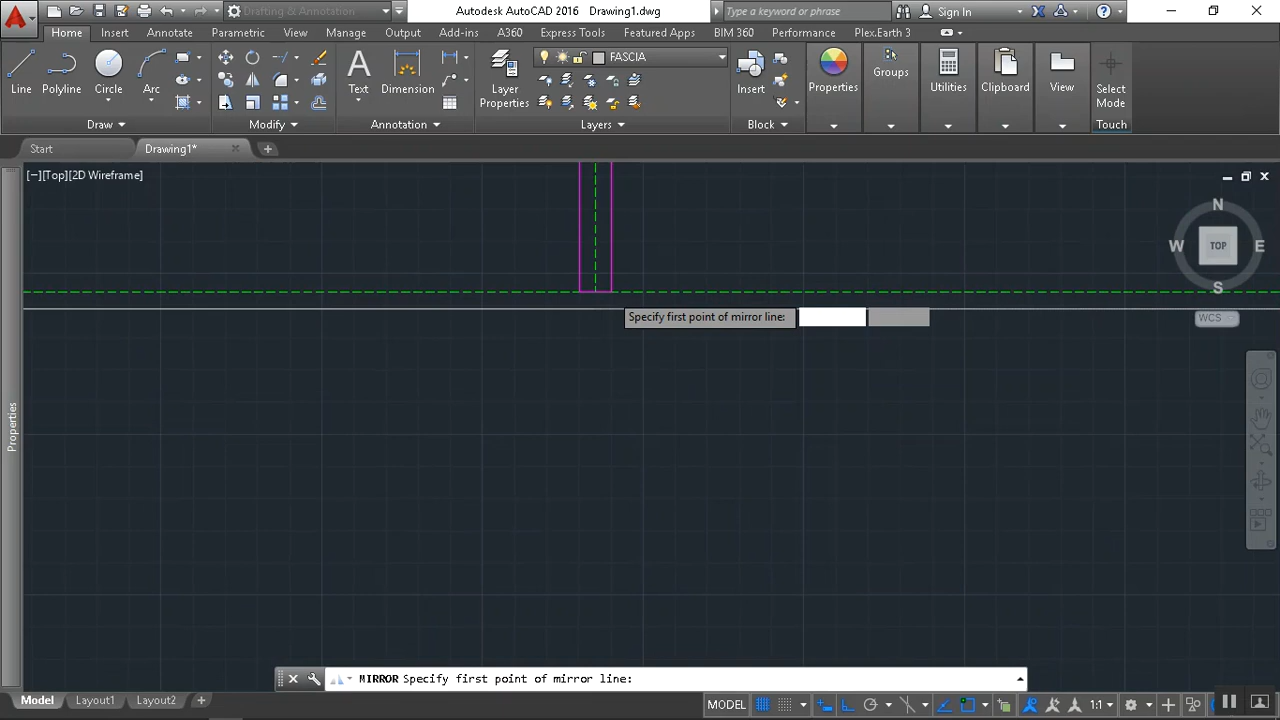 Drafting & Annotation
Autodesk AutoCAD 2016 Drawing1.dwg
Type a keyword or phrase
Sign In
Home Insert Annotate Parametric View Manage Output Add-ins A360 Express Tools Featured Apps BIM 360 Performance Plex.Earth 3
FASCIA
Line Polyline Circle Arc
Text Dimension
Layer
Properties
Insert
Properties
Groups
Utilities
Clipboard
View
Select
Mode
Draw
Modify
Annotation
Layers
Block
Touch
Start Drawing1*
[−][Top][2D Wireframe]
N
W TOP E
S
WCS
Specify first point of mirror line:
Properties
MIRROR Specify first point of mirror line:
Model Layout1 Layout2
MODEL
1:1